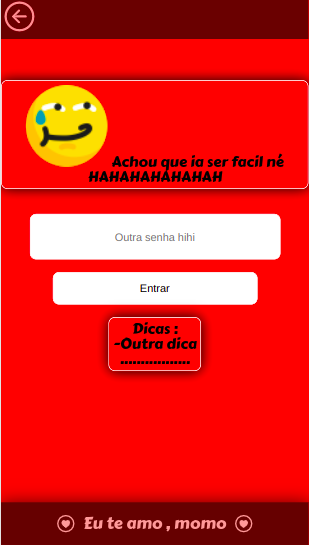 Achou que ia ser facil né
HAHAHAHAHAHAH
Outra senha hihi
Entrar
Dicas :
-Outra dica
.................
Eu te amo , momo